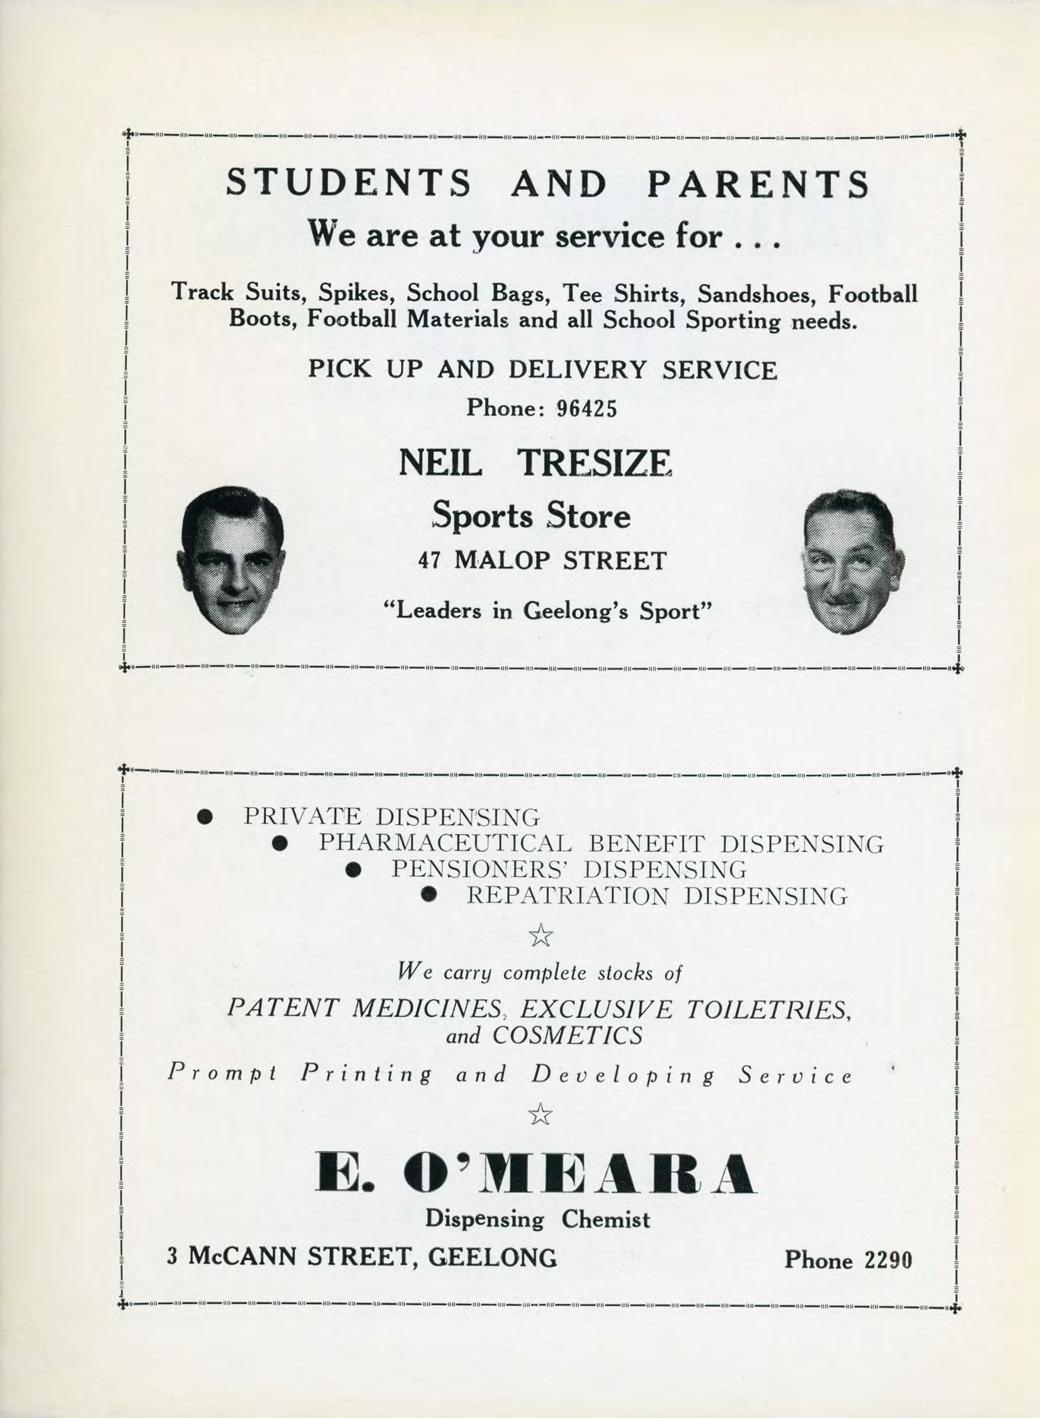 STUDENTS AND PARENTS
We are at your service for . . .
Track Suits, Spikes, School Bags, Tee Shirts, Sandshoes, Football
Boots, Football Materials and all School Sporting needs.
PICK UP AND DELIVERY SERVICE
Phone: 96425
NEIL TRESIZE
Sports Store
47 MALOP STREET
“Leaders in Geelong’s Sport”
● PRIVATE DISPENSING
● PHARMACEUTICAL BENEFIT DISPENSING
● PENSIONERS’ DISPENSING
● REPATRIATION DISPENSING
☆
We carry complete stocks of
PATENT MEDICINES, EXCLUSIVE TOILETRIES,
and COSMETICS
Prompt Printing and Developing Service
☆
E. O’MEARA
Dispensing Chemist
3 McCANN STREET, GEELONG Phone 2290